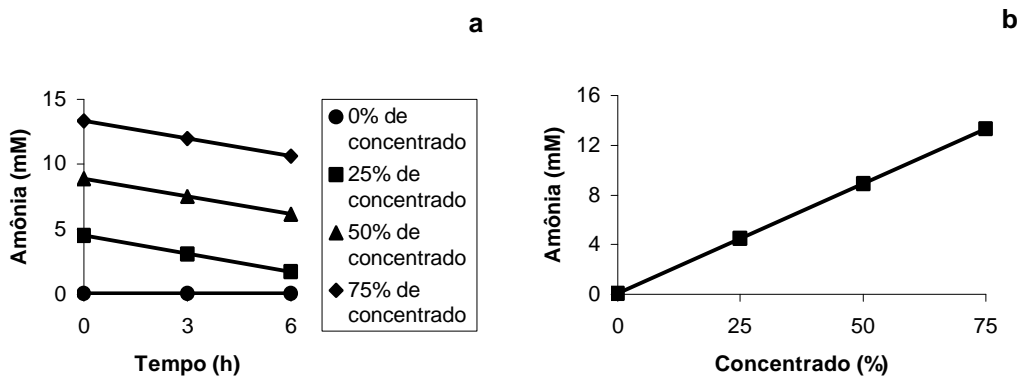 a
15
10
5
0
0 3 6
Amônia (mM)
Tempo (h)
0% de
concentrado
25% de
concentrado
50% de
concentrado
75% de
concentrado
b
16
12
8
4
0
0 25 50 75
Amônia (mM)
Concentrado (%)